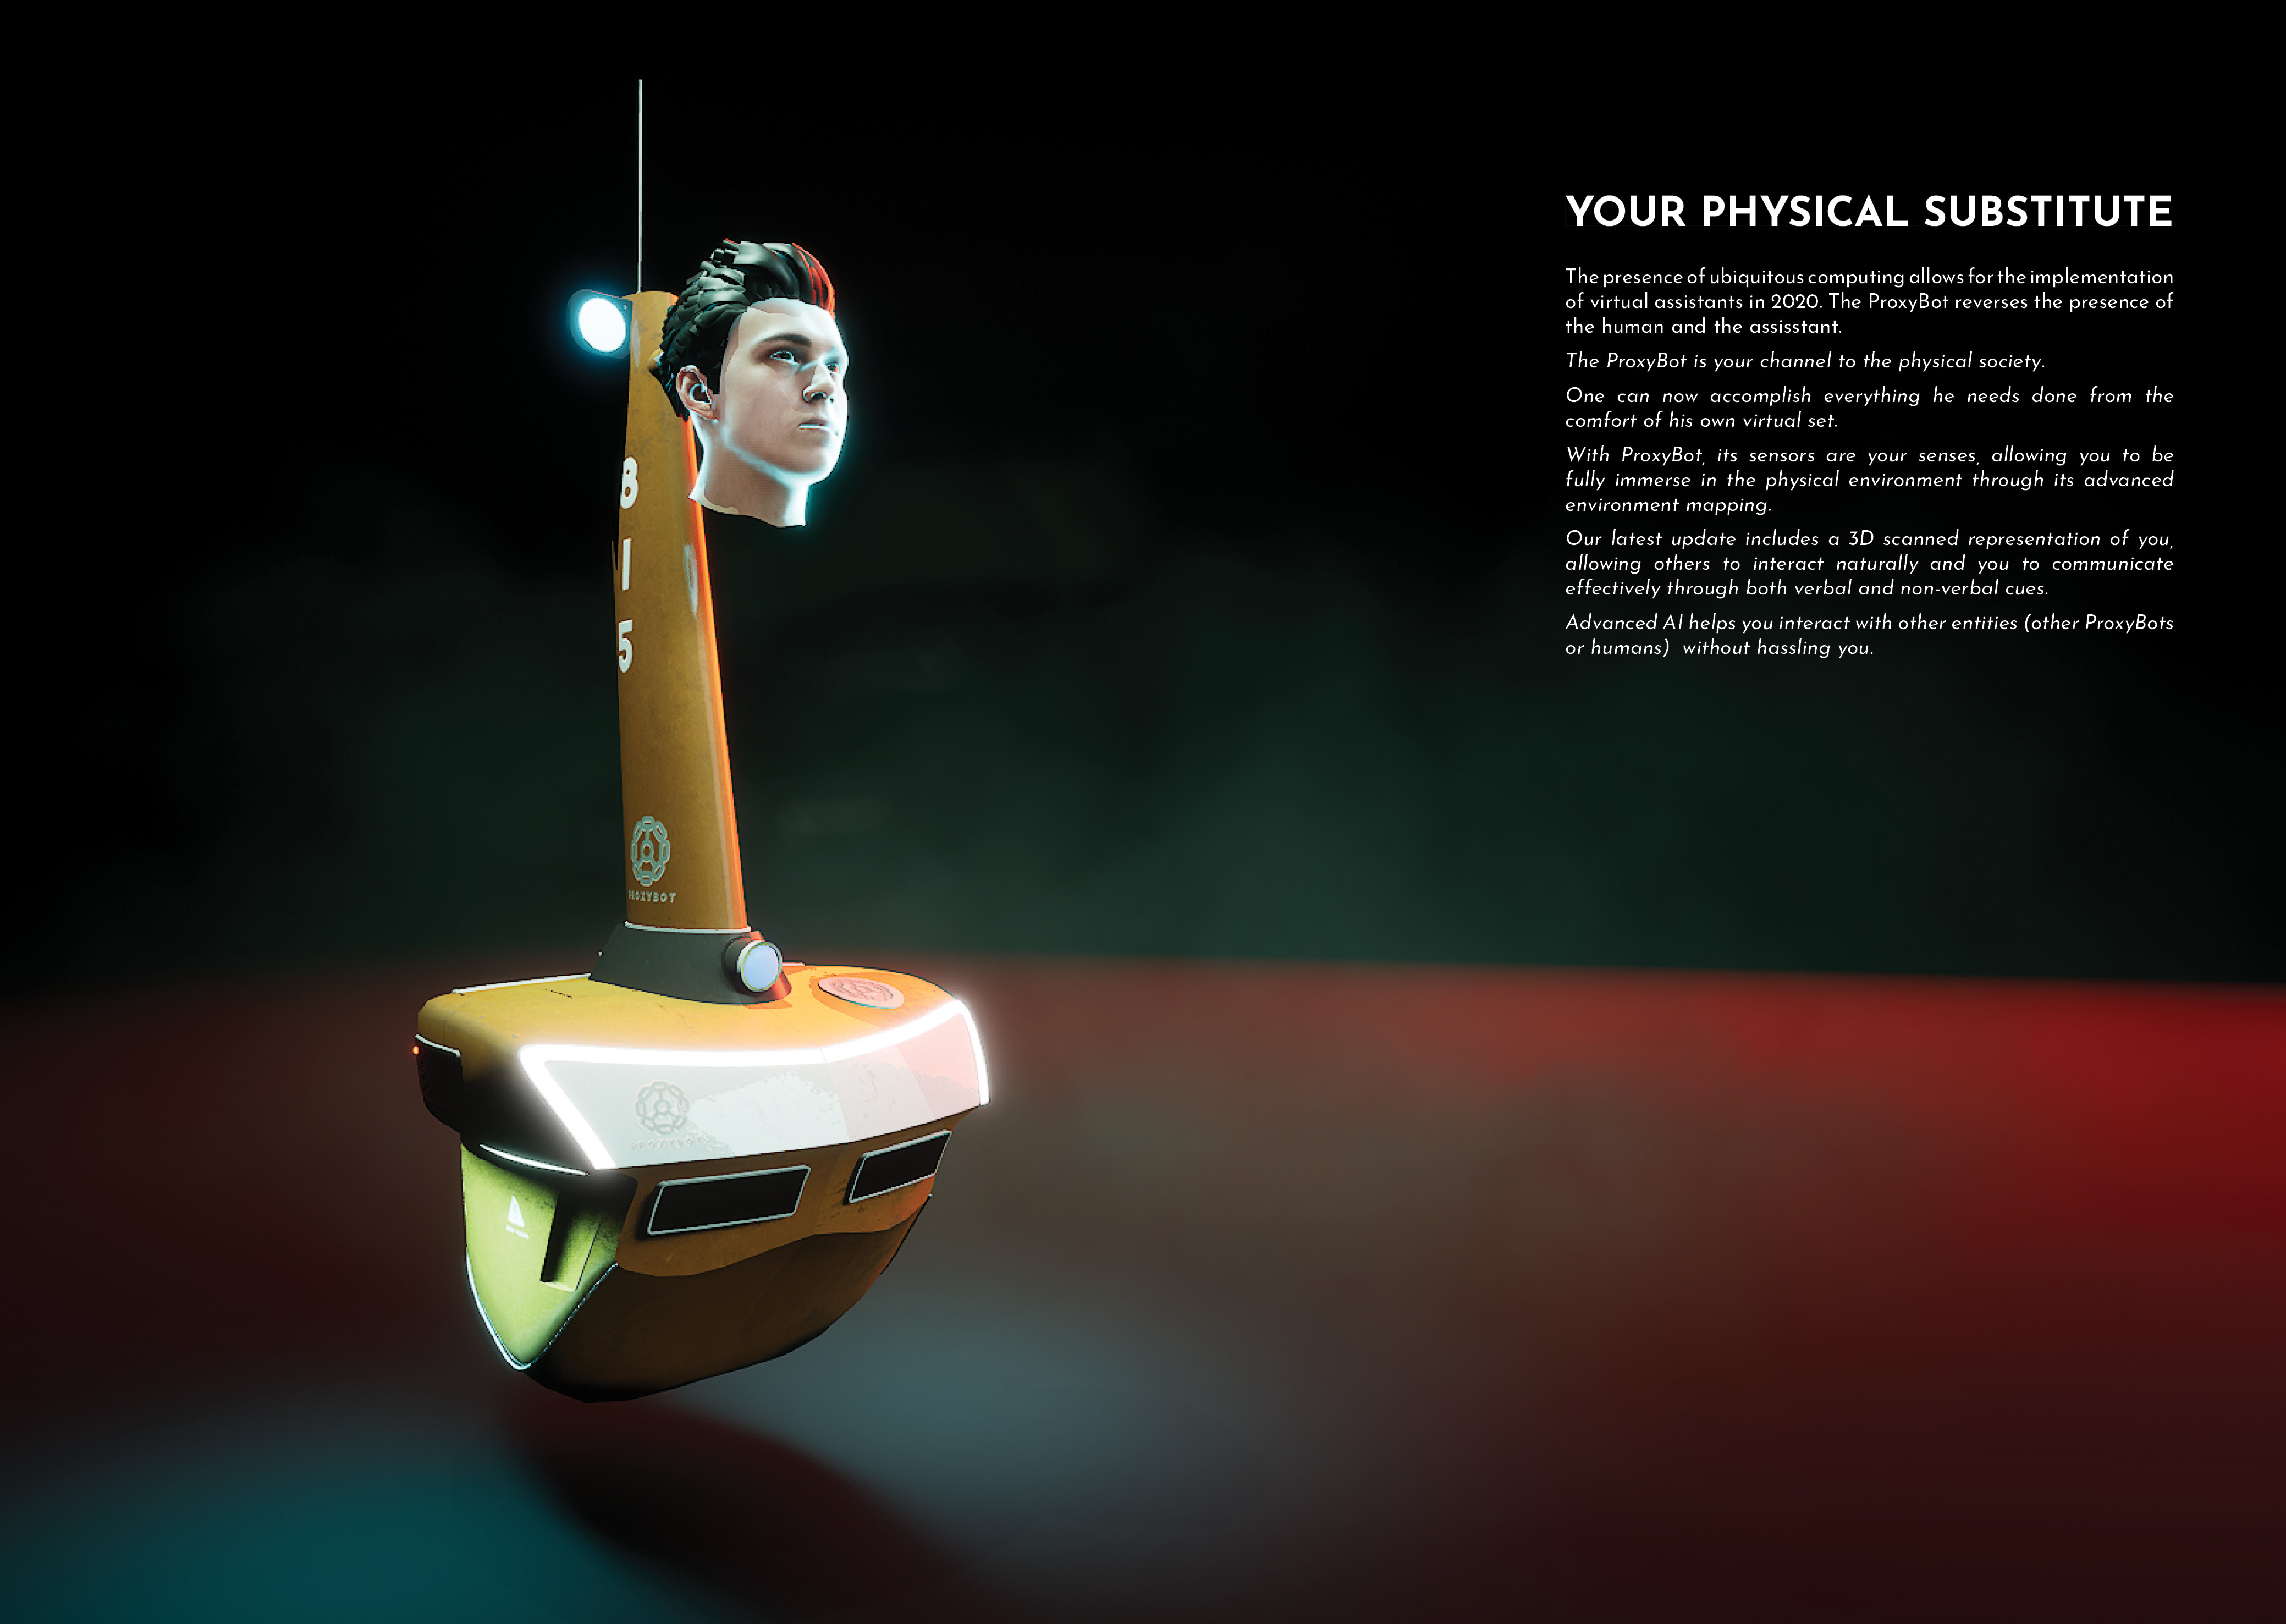 YOUR PHYSICAL SUBSTITUTE
The presence of ubiquitous computing allows for the implementation
of virtual assistants in 2020. The ProxyBot reverses the presence of
the human and the assisstant.
The ProxyBot is your channel to the physical society.
One can now accomplish everything he needs done from the
comfort of his own virtual set.
With ProxyBot, its sensors are your senses, allowing you to be
fully immerse in the physical environment through its advanced
environment mapping.
Our latest update includes a 3D scanned representation of you,
allowing others to interact naturally and you to communicate
effectively through both verbal and non-verbal cues.
Advanced AI helps you interact with other entities (other ProxyBots
or humans)  without hassling you.
8
1
5
PROXYBOT
PROXYBOT